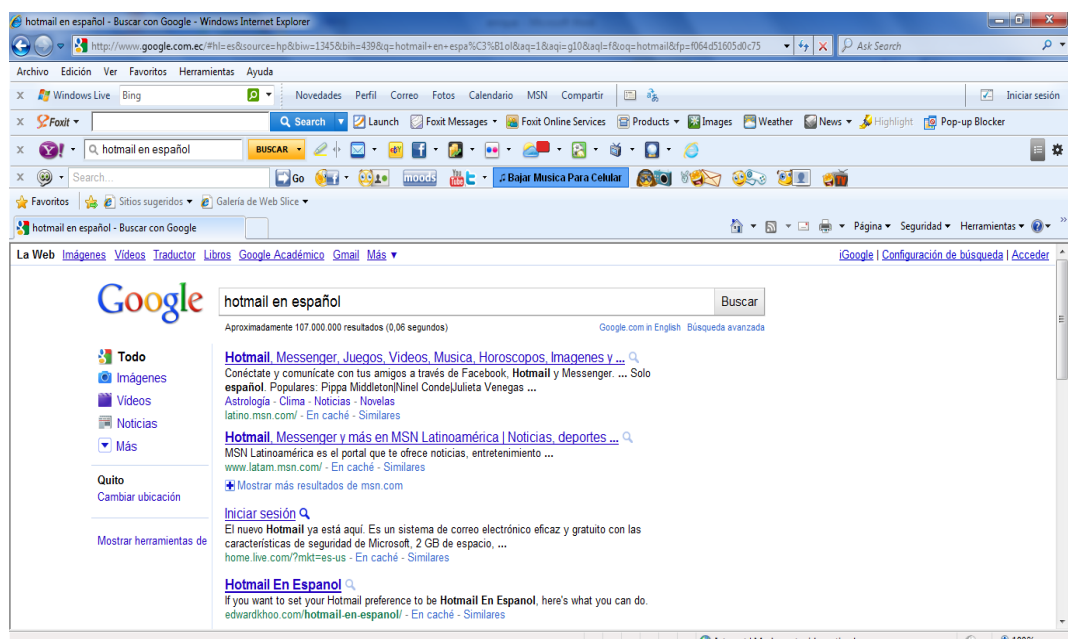 hotmail en español - Buscar con Google - Windows Internet Explorer
http://www.google.com.ec/#hl=es&source=hp&biw=1345&bih=439&q=hotmail+en+espa%C3%B1ol&aq=1&aqi=g10&aql=f&oq=hotmail&fp=f064d51605d0c75 Ask Search
Archivo Edición Ver Favoritos Herramientas Ayuda
x Windows Live Bing Novedades Perfil Correo Fotos Calendario MSN Compartir Iniciar sesión
x Foxit Search Launch Foxit Messages Foxit Online Services Products Images Weather News Highlight Pop-up Blocker
x Y! hotmail en español BUSCAR
x Search... Go moods Bajar Musica Para Celular
Favoritos Sitios sugeridos Galería de Web Slice
hotmail en español - Buscar con Google Página Seguridad Herramientas
La Web Imágenes Vídeos Traductor Libros Google Académico Gmail Más iGoogle | Configuración de búsqueda | Acceder
Google hotmail en español Buscar
Aproximadamente 107.000.000 resultados (0,06 segundos) Google.com in English Búsqueda avanzada
Todo
Imágenes
Vídeos
Noticias
Más
Quito
Cambiar ubicación
Mostrar herramientas de
Hotmail, Messenger, Juegos, Videos, Musica, Horoscopos, Imagenes y ...
Conéctate y comunícate con tus amigos a través de Facebook, Hotmail y Messenger. ... Solo
español. Populares: Pippa Middleton|Ninel Conde|Julieta Venegas ...
Astrología - Clima - Noticias - Novelas
latino.msn.com/ - En caché - Similares
Hotmail, Messenger y más en MSN Latinoamérica | Noticias, deportes ...
MSN Latinoamérica es el portal que te ofrece noticias, entretenimiento ...
www.latam.msn.com/ - En caché - Similares
Mostrar más resultados de msn.com
Iniciar sesión
El nuevo Hotmail ya está aquí. Es un sistema de correo electrónico eficaz y gratuito con las
características de seguridad de Microsoft, 2 GB de espacio, ...
home.live.com/?mkt=es-us - En caché - Similares
Hotmail En Espanol
If you want to set your Hotmail preference to be Hotmail En Espanol, here's what you can do.
edwardkhoo.com/hotmail-en-espanol/ - En caché - Similares